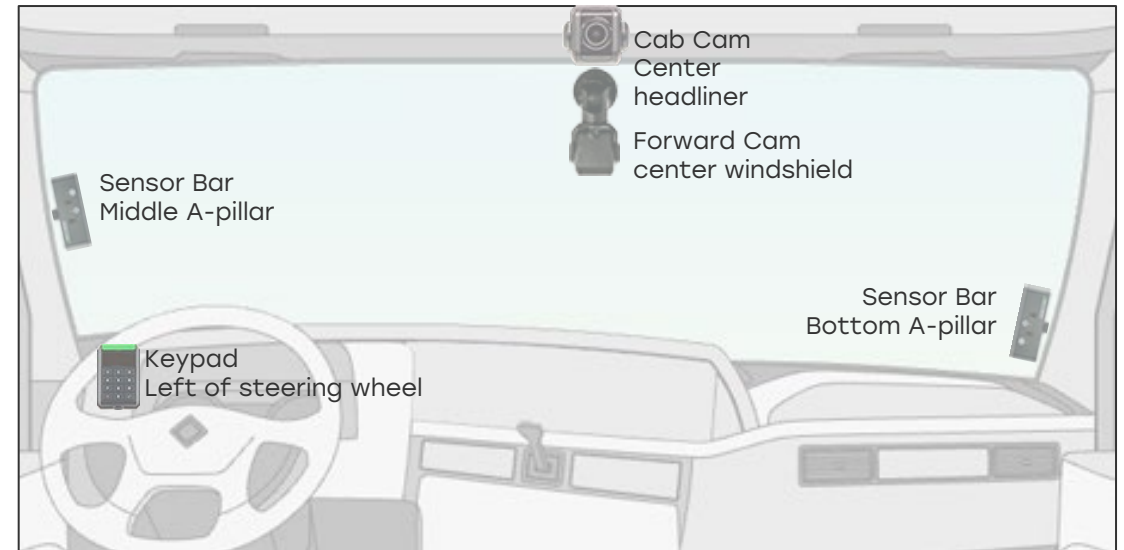 Cab Cam
Center
headliner
Forward Cam
center windshield
Sensor Bar
Middle A-pillar
Sensor Bar
Bottom A-pillar
Keypad
Left of steering wheel